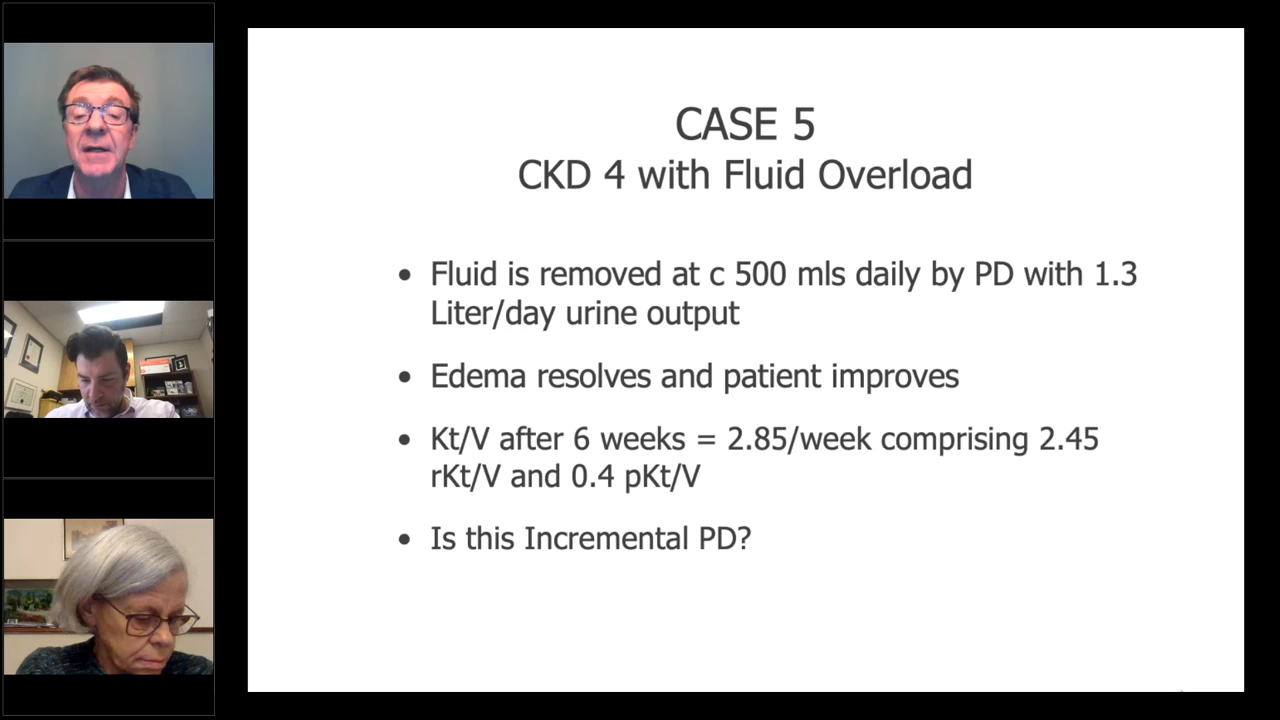 CASE 5
CKD 4 with Fluid Overload
• Fluid is removed at c 500 mls daily by PD with 1.3
Liter/day urine output
• Edema resolves and patient improves
• Kt/V after 6 weeks = 2.85/week comprising 2.45
rKt/V and 0.4 pKt/V
• Is this Incremental PD?